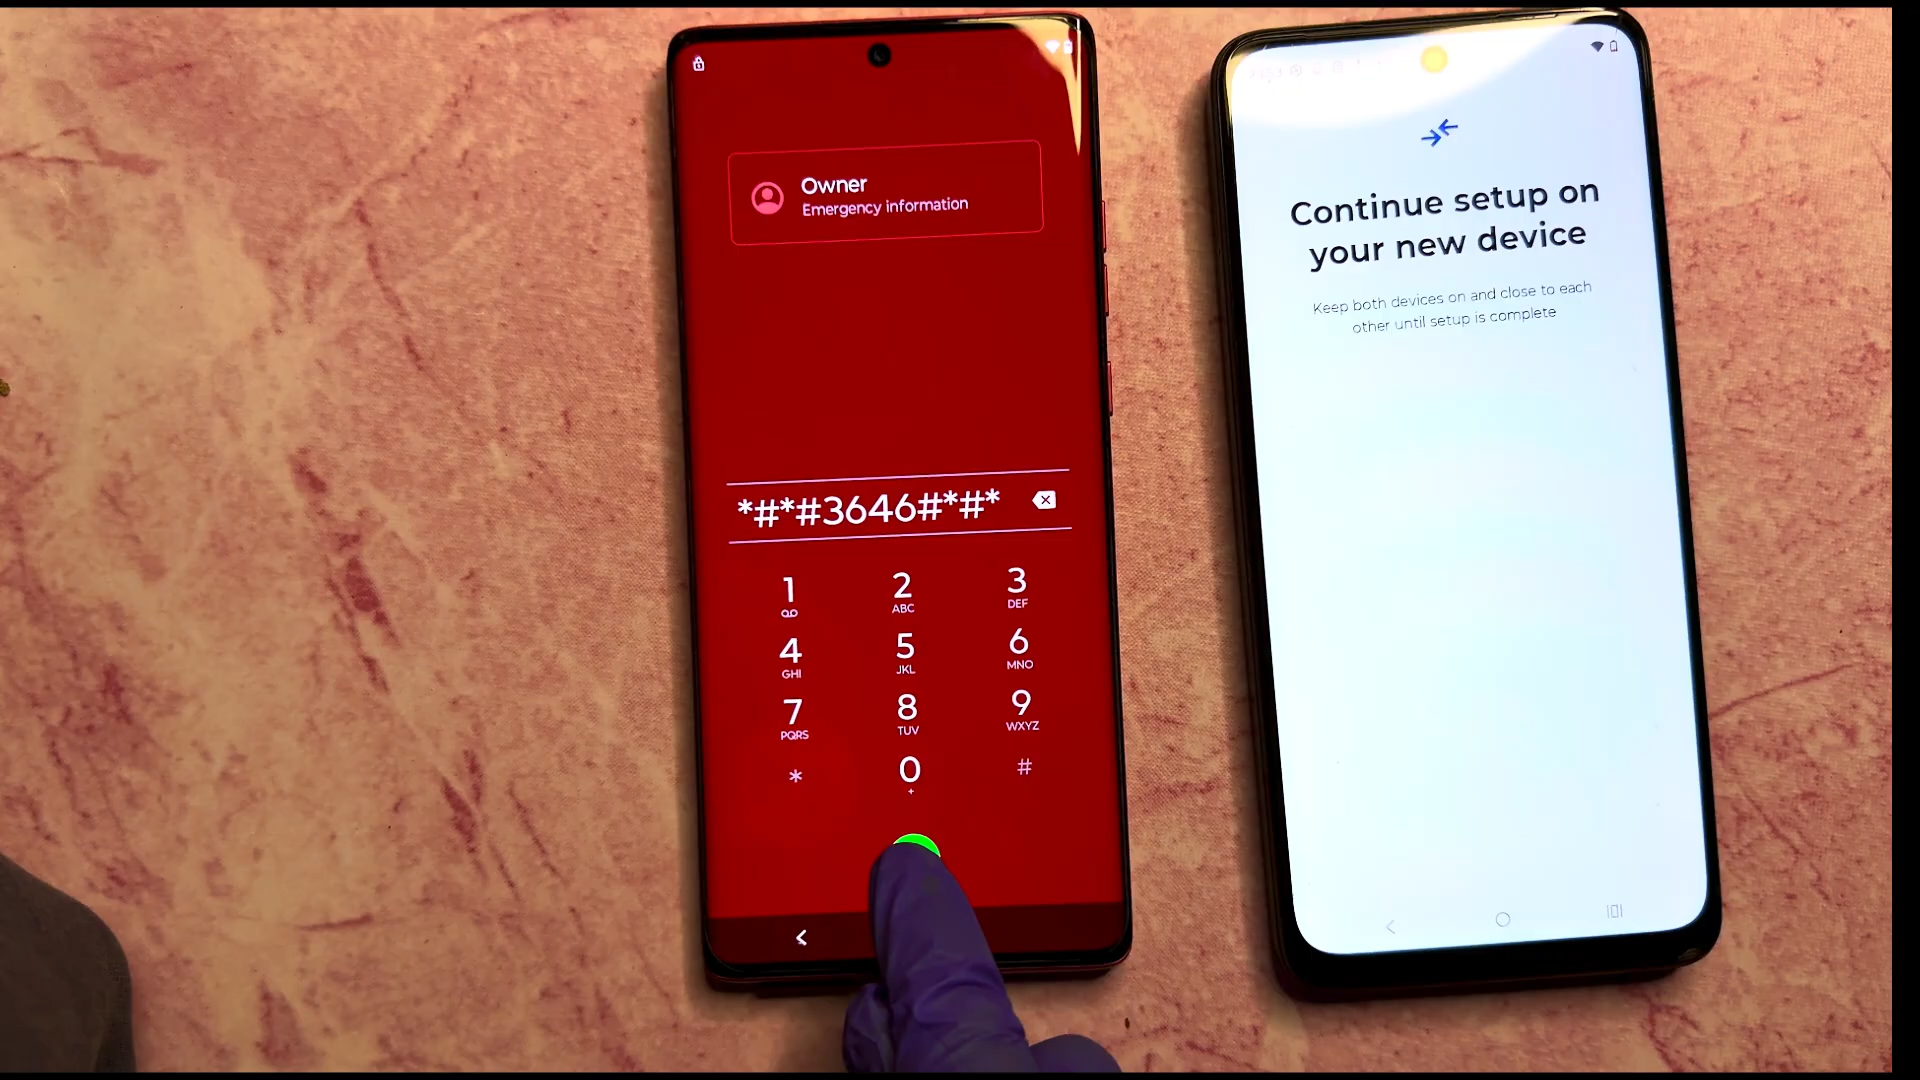 Owner
Emergency information
*#*#3646#*#*
1
2
ABC
3
DEF
4
GHI
5
JKL
6
MNO
7
PQRS
8
TUV
9
WXYZ
*
0
+
#
Continue setup on
your new device
Keep both devices on and close to each
other until setup is complete